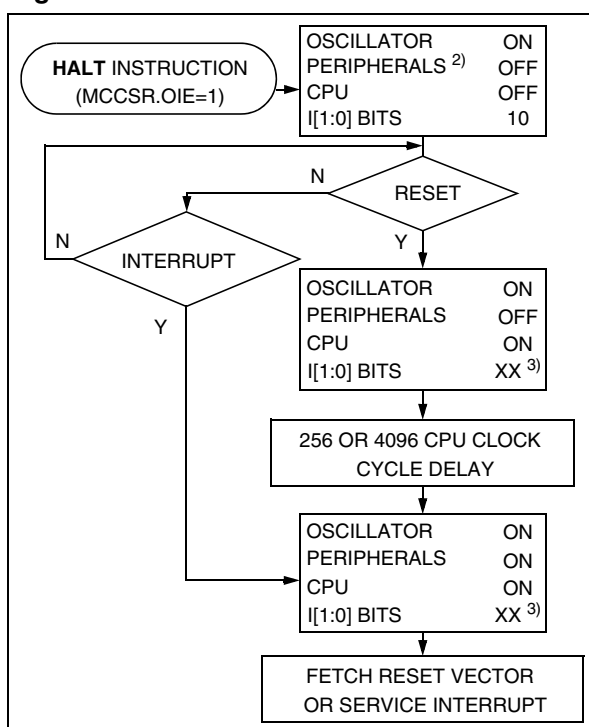 HALT INSTRUCTION
(MCCSR.OIE=1)
OSCILLATOR ON
PERIPHERALS 2) OFF
CPU OFF
I[1:0] BITS 10
RESET
N
Y
INTERRUPT
N
Y
OSCILLATOR ON
PERIPHERALS OFF
CPU ON
I[1:0] BITS XX 3)
256 OR 4096 CPU CLOCK
CYCLE DELAY
OSCILLATOR ON
PERIPHERALS ON
CPU ON
I[1:0] BITS XX 3)
FETCH RESET VECTOR
OR SERVICE INTERRUPT